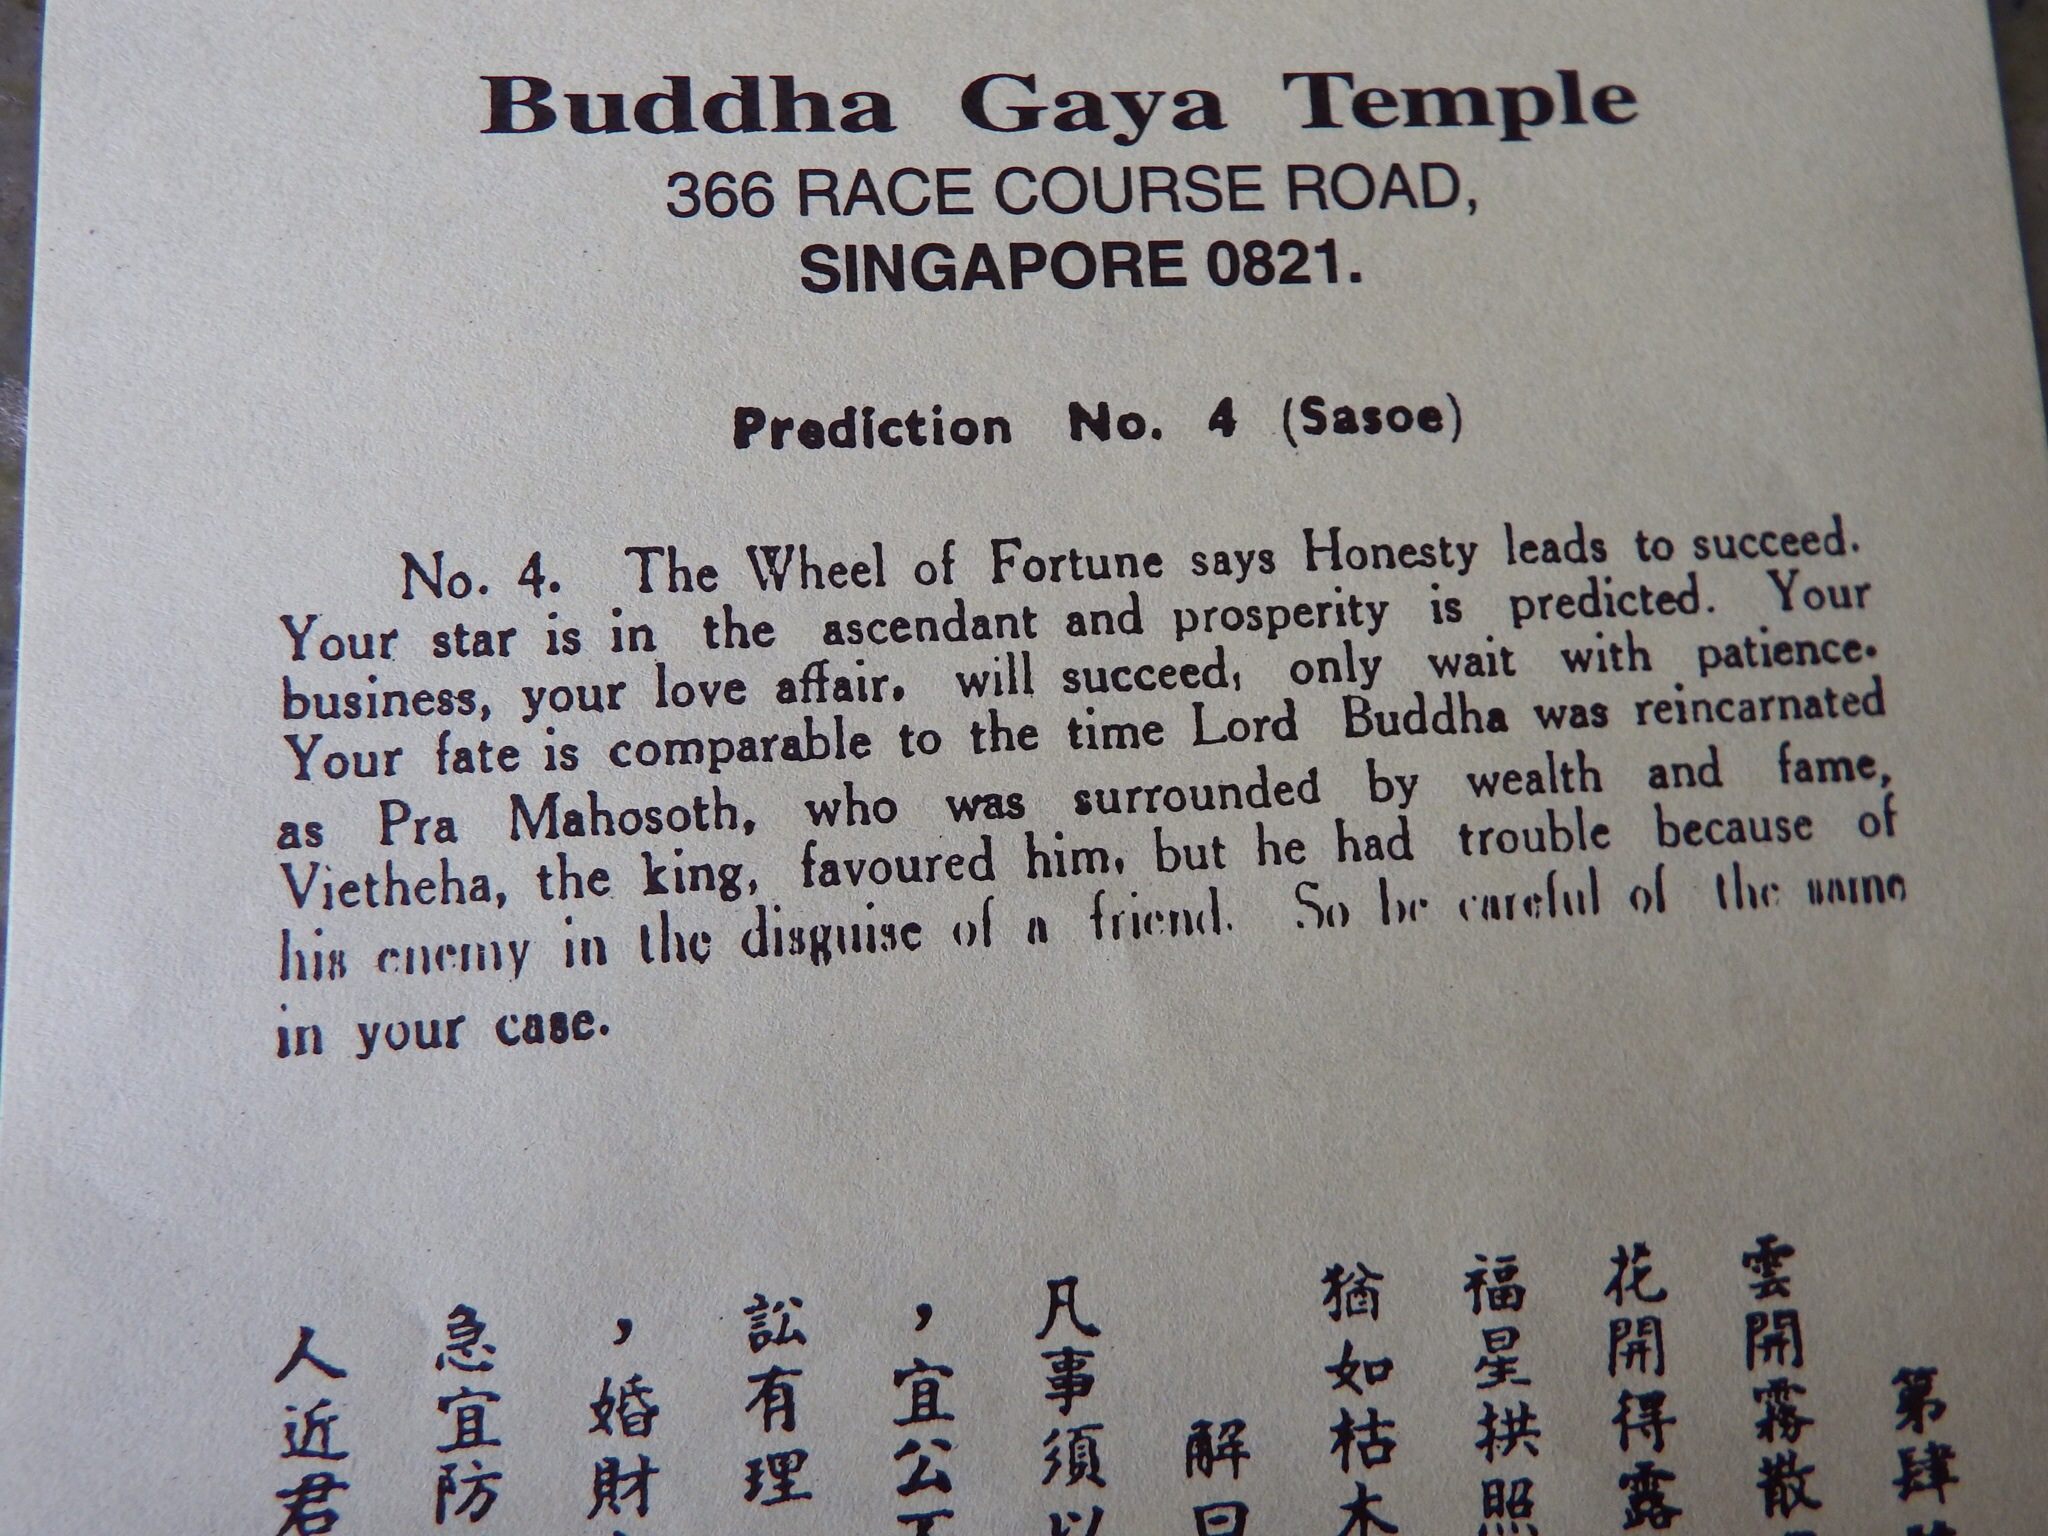 Buddha Gaya Temple
366 RACE COURSE ROAD,
SINGAPORE 0821.
Prediction No. 4 (Sasoe)
No. 4. The Wheel of Fortune says Honesty leads to succeed.
Your star is in the ascendant and prosperity is predicted. Your
business, your love affair. will succeed, only wait with patience.
Your fate is comparable to the time Lord Buddha was reincarnated
as Pra Mahosoth, who was surrounded by wealth and fame,
Vietheha, the king, favoured him, but he had trouble because of
his enemy in the disguise of a friend. So be careful of the same
in your case.
第肆
雲開霧散
花開得露
福星拱照
猶如枯木
解曰
凡事須以
，宜公
訟有理
，婚財
急宜防
人近君